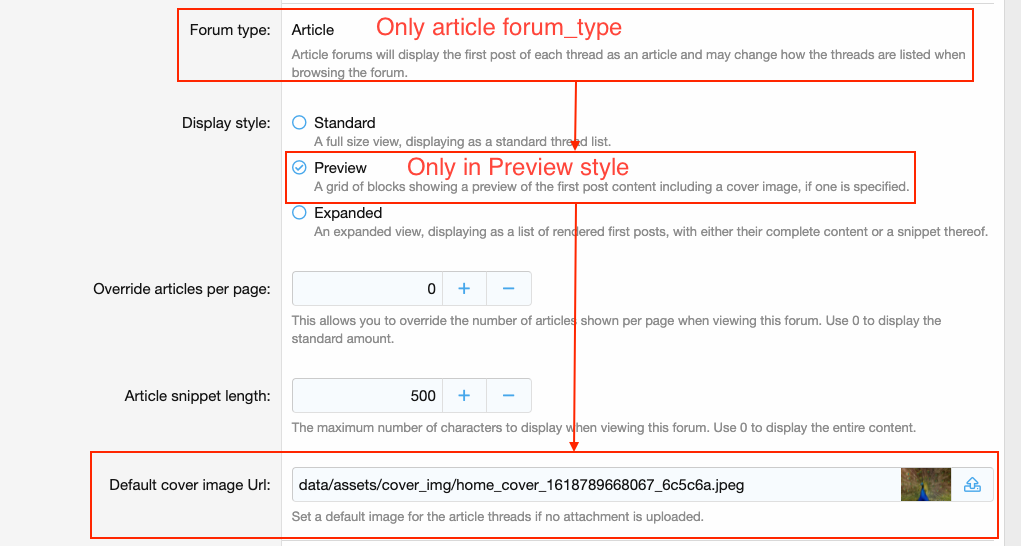 Forum type: Article Only article forum_type
Article forums will display the first post of each thread as an article and may change how the threads are listed when
browsing the forum.
Display style: Standard
A full size view, displaying as a standard thread list.
Preview Only in Preview style
A grid of blocks showing a preview of the first post content including a cover image, if one is specified.
Expanded
An expanded view, displaying as a list of rendered first posts, with either their complete content or a snippet thereof.
Override articles per page: 0 + −
This allows you to override the number of articles shown per page when viewing this forum. Use 0 to display the
standard amount.
Article snippet length: 500 + −
The maximum number of characters to display when viewing this forum. Use 0 to display the entire content.
Default cover image Url: data/assets/cover_img/home_cover_1618789668067_6c5c6a.jpeg
Set a default image for the article threads if no attachment is uploaded.